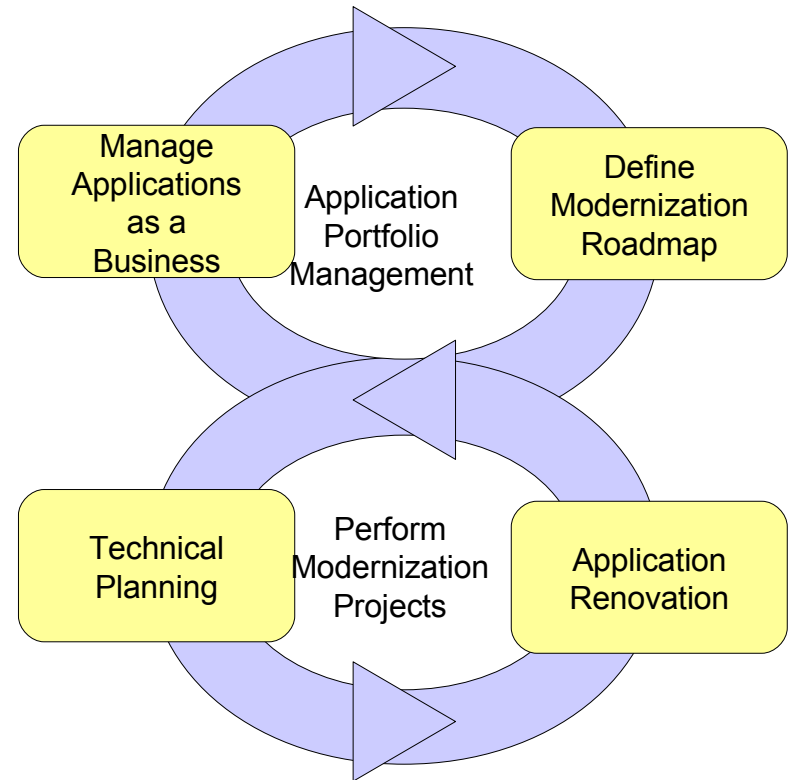 Manage
Applications
as a
Business
Application
Portfolio
Management
Define
Modernization
Roadmap
Technical
Planning
Perform
Modernization
Projects
Application
Renovation